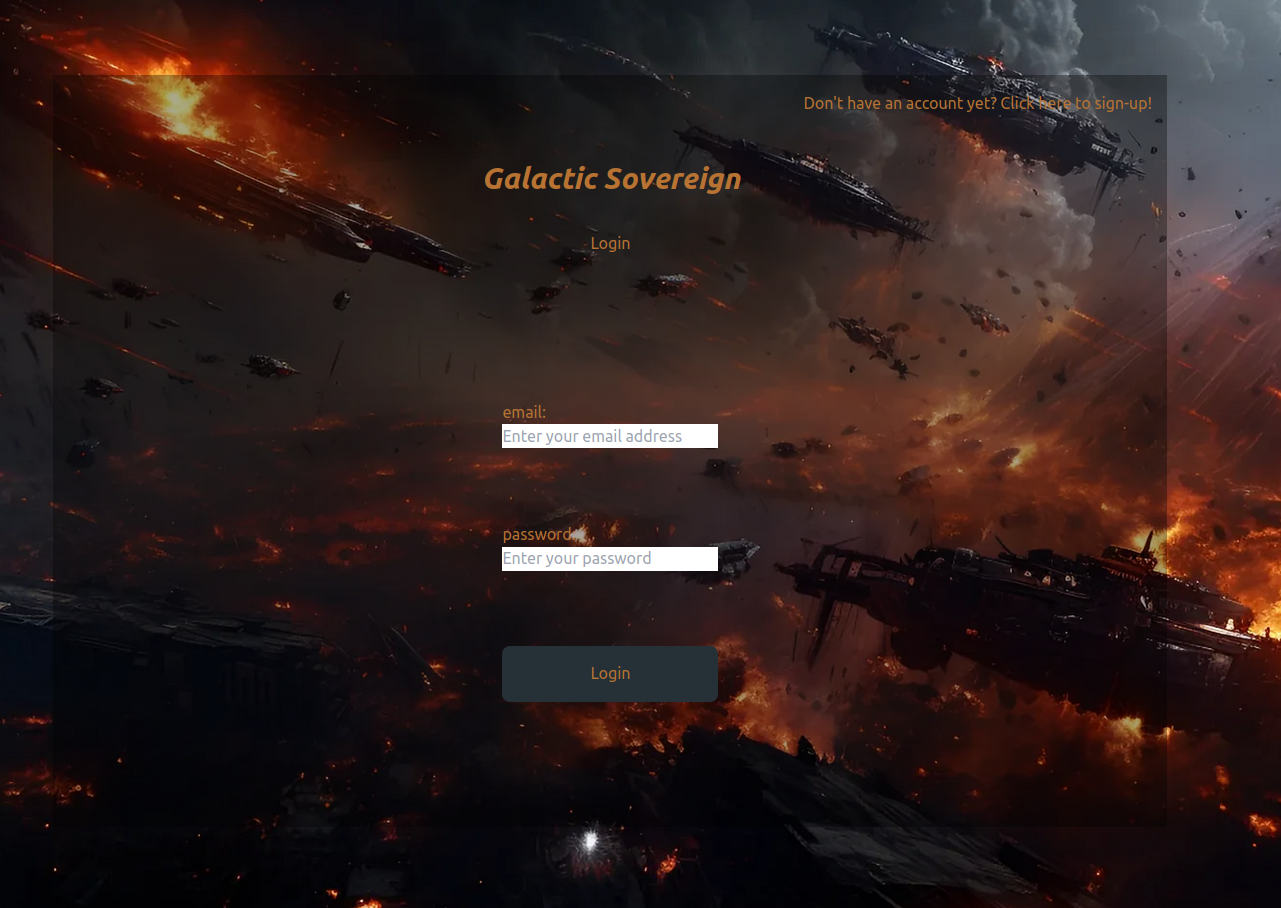 Don't have an account yet? Click here to sign-up!
Galactic Sovereign
Login
email:
Enter your email address
password:
Enter your password
Login